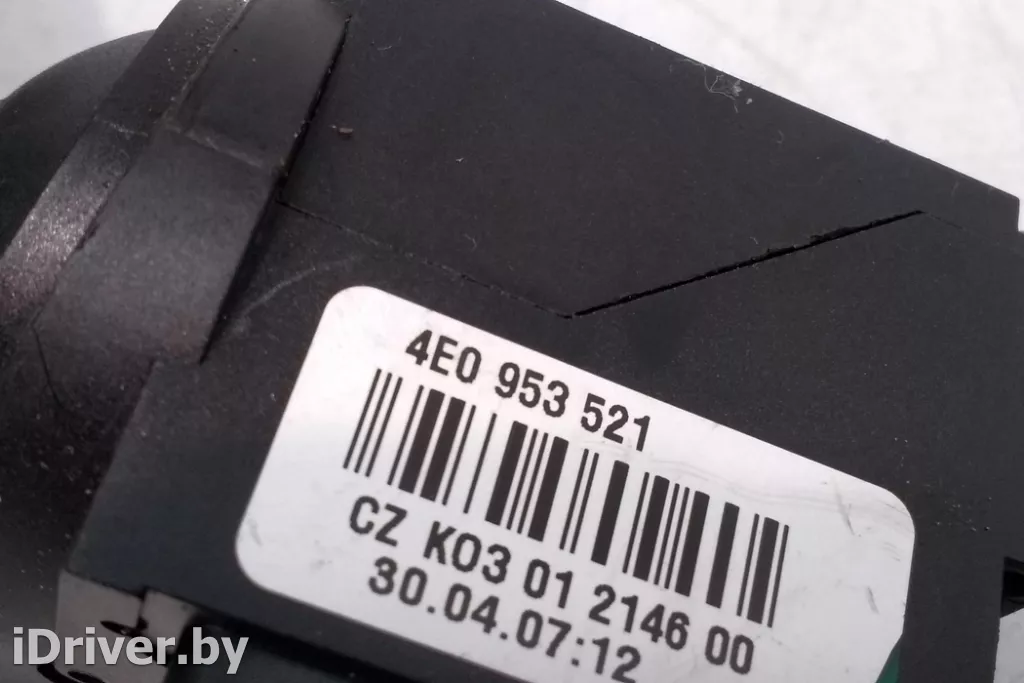 4E0 953 521
CZ K03 01 2146 00
30.04.07:12
iDriver.by